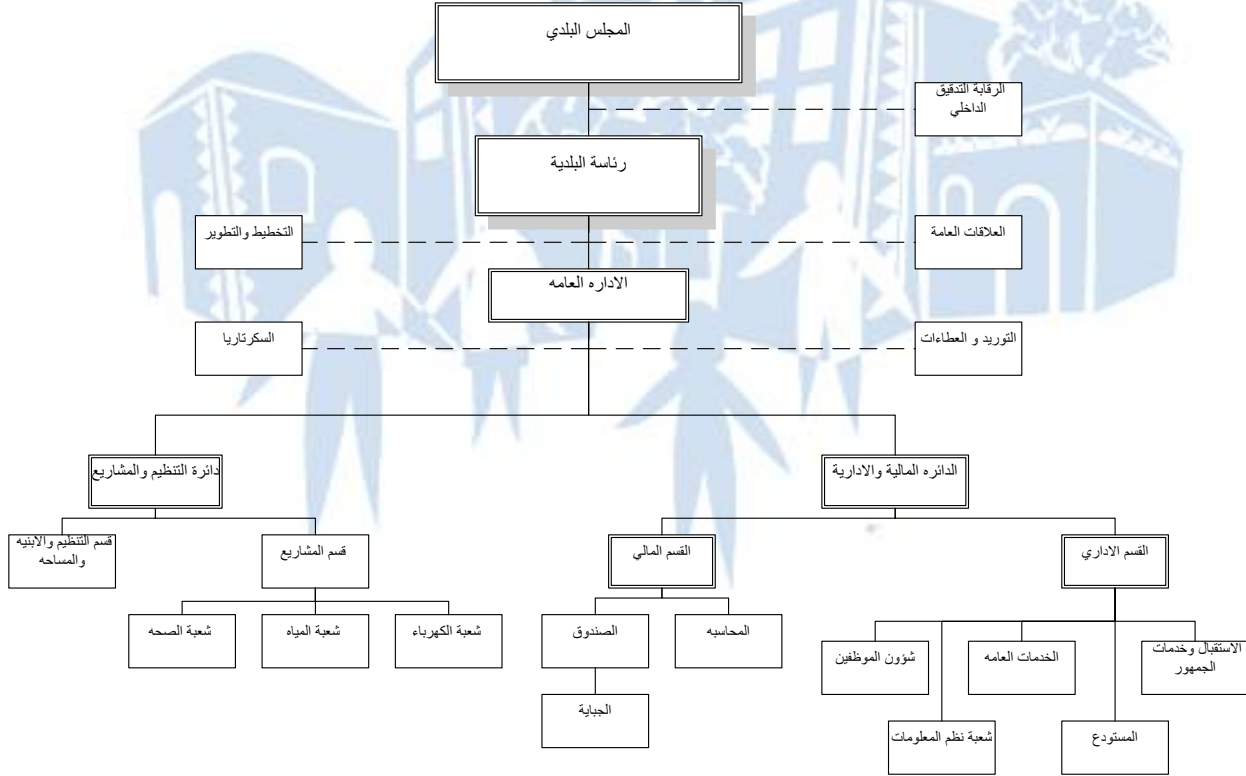 المجلس البلدي
الرقابة التدقيق
الداخلي
رئاسة البلدية
العلاقات العامة
التخطيط والتطوير
الاداره العامه
التوريد و العطاءات
السكرتاريا
الدائره المالية والادارية
دائرة التنظيم والمشاريع
القسم الاداري
القسم المالي
قسم المشاريع
قسم التنظيم والابنيه
والمساحه
الاستقبال وخدمات
الجمهور
الخدمات العامه
شؤون الموظفين
المحاسبه
الصندوق
شعبة الكهرباء
شعبة المياه
شعبة الصحه
المستودع
شعبة نظم المعلومات
الجباية